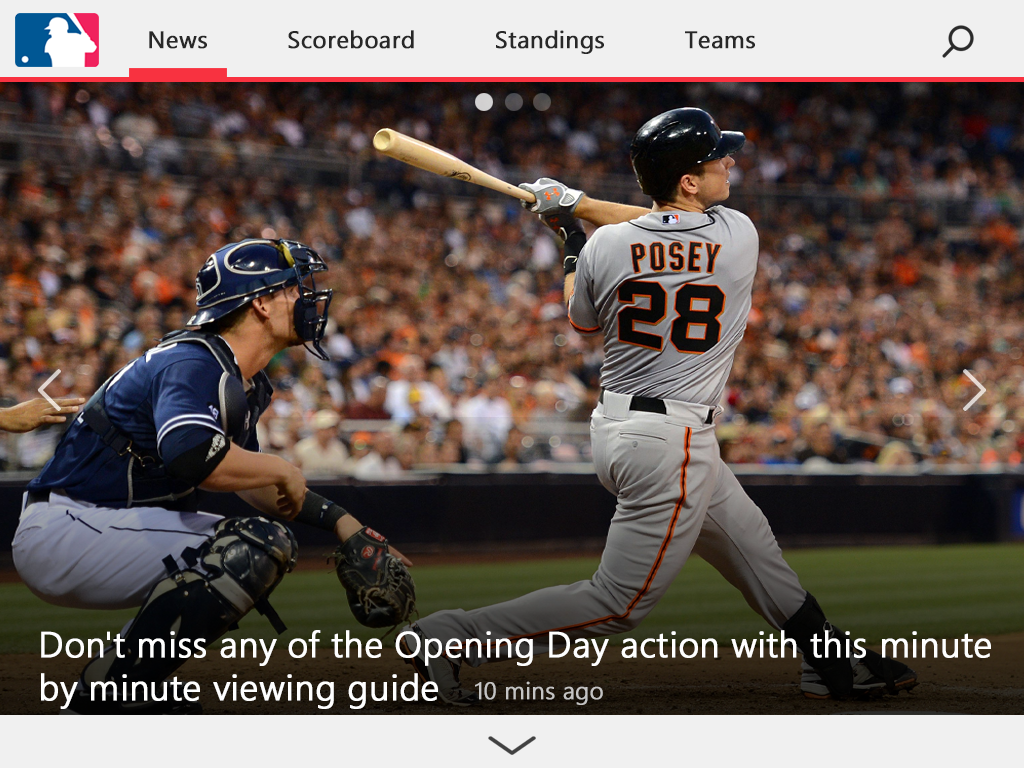 News
Scoreboard
Standings
Teams
POSEY
28
Don't miss any of the Opening Day action with this minute
by minute viewing guide 10 mins ago